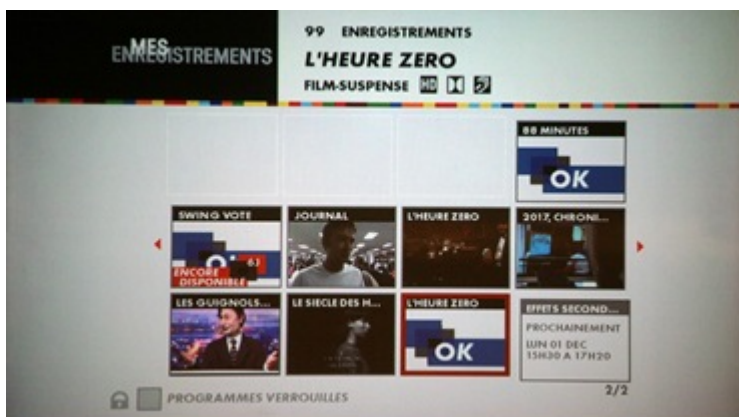 MES
ENREGISTREMENTS
99 ENREGISTREMENTS
L'HEURE ZERO
FILM-SUSPENSE HD
88 MINUTES
OK
SWING VOTE
63
ENCORE
DISPONIBLE
JOURNAL
L'HEURE ZERO
2017, CHRONI...
LES GUIGNOLS...
LE SIECLE DES H...
L'HEURE ZERO
OK
EFFETS SECOND...
PROCHAINEMENT
LUN 01 DEC
15H30 A 17H20
2/2
PROGRAMMES VERROUILLES